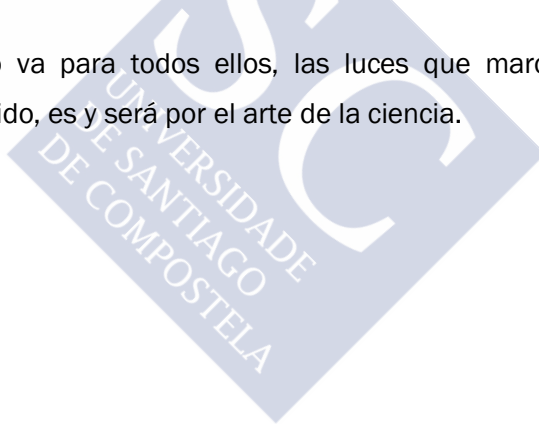 va para todos ellos, las luces que
es y será por el arte de la ciencia.
SC
UNIVERSIDADE
DE SANTIAGO
DE COMPOSTELA